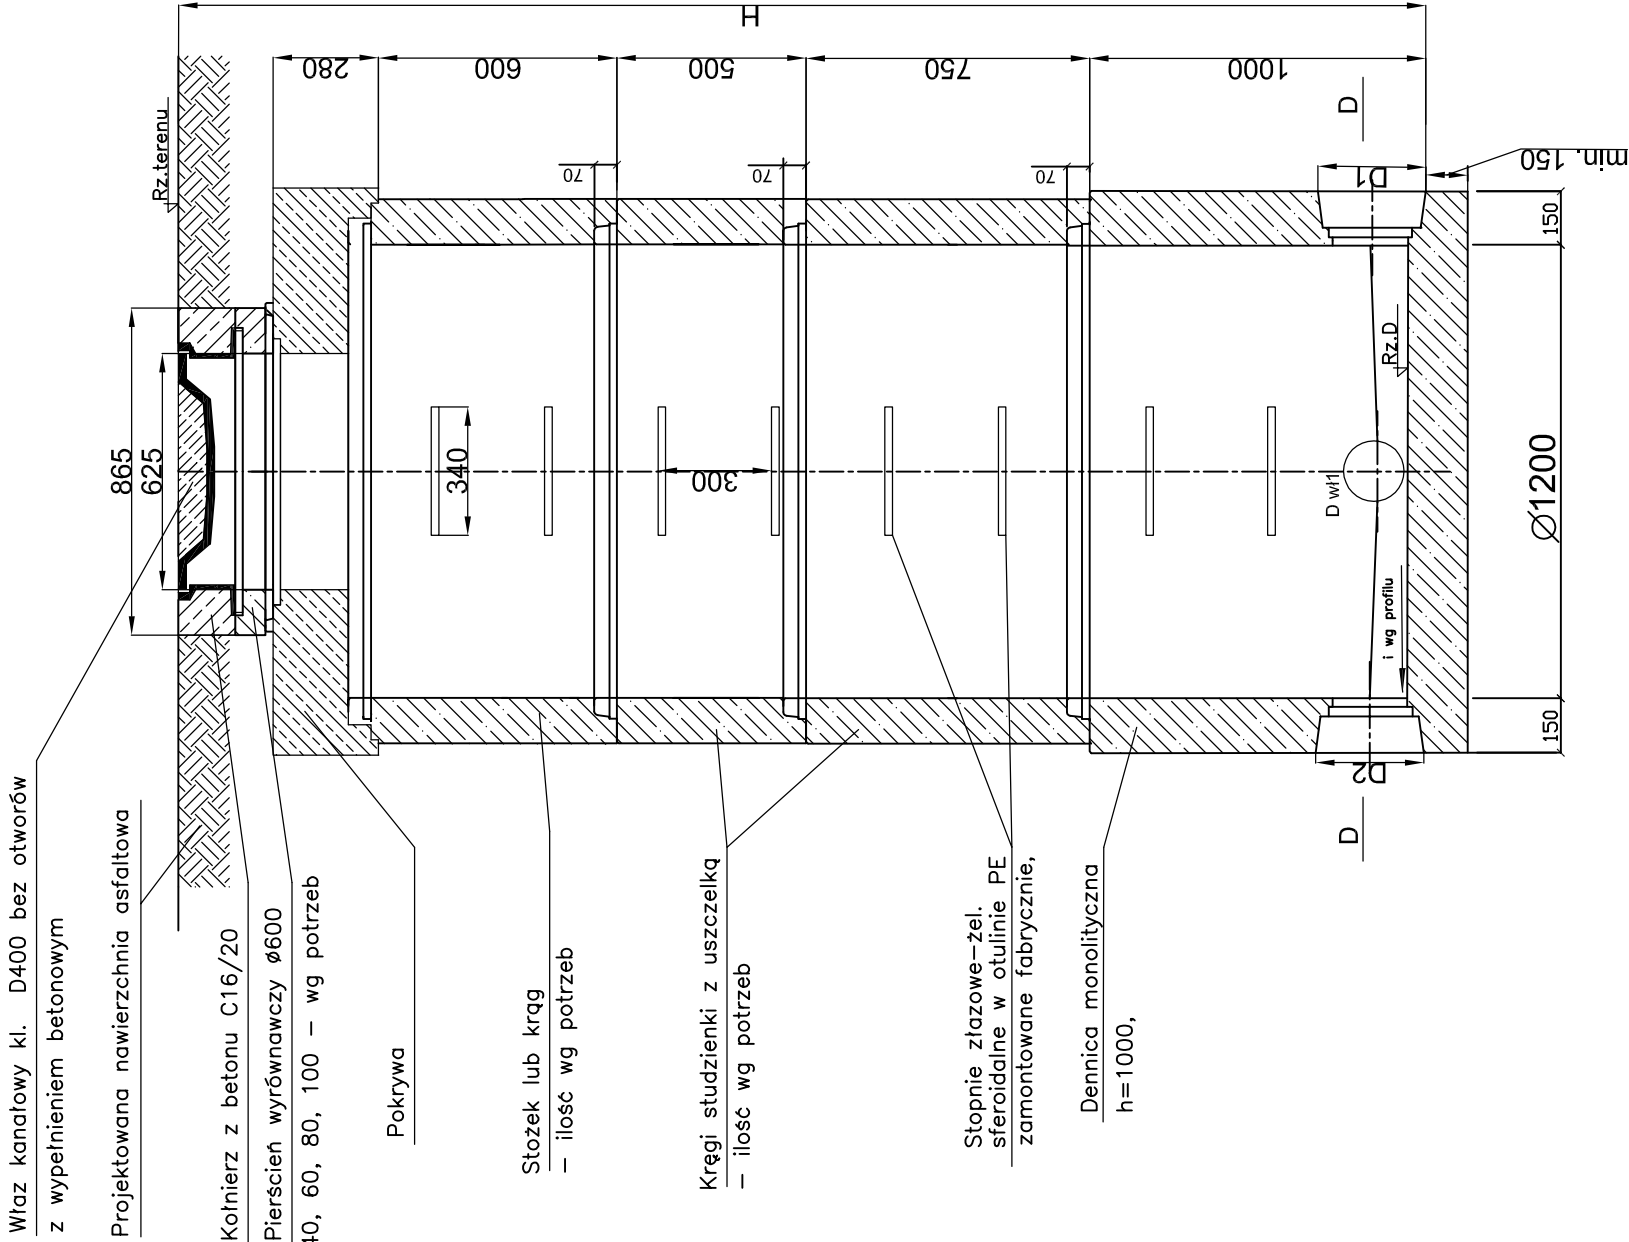 Właz kanałowy kl. D400 bez otworów
z wypełnieniem betonowym
Projektowana nawierzchnia asfaltowa
Kołnierz z betonu C16/20
Pierścień wyrównawczy ø600
40, 60, 80, 100 – wg potrzeb
Pokrywa
Stożek lub krąg
– ilość wg potrzeb
Kręgi studzienki z uszczelką
– ilość wg potrzeb
Stopnie złazowe–żel.
sferoidalne w otulinie PE
zamontowane fabrycznie,
Dennica monolityczna
h=1000,
865
625
Rz.terenu
H
280
600
500
750
1000
70
70
70
340
300
D wł1
Rz.D
i wg profilu
D1
D2
D
D
min. 150
150
Ø1200
150